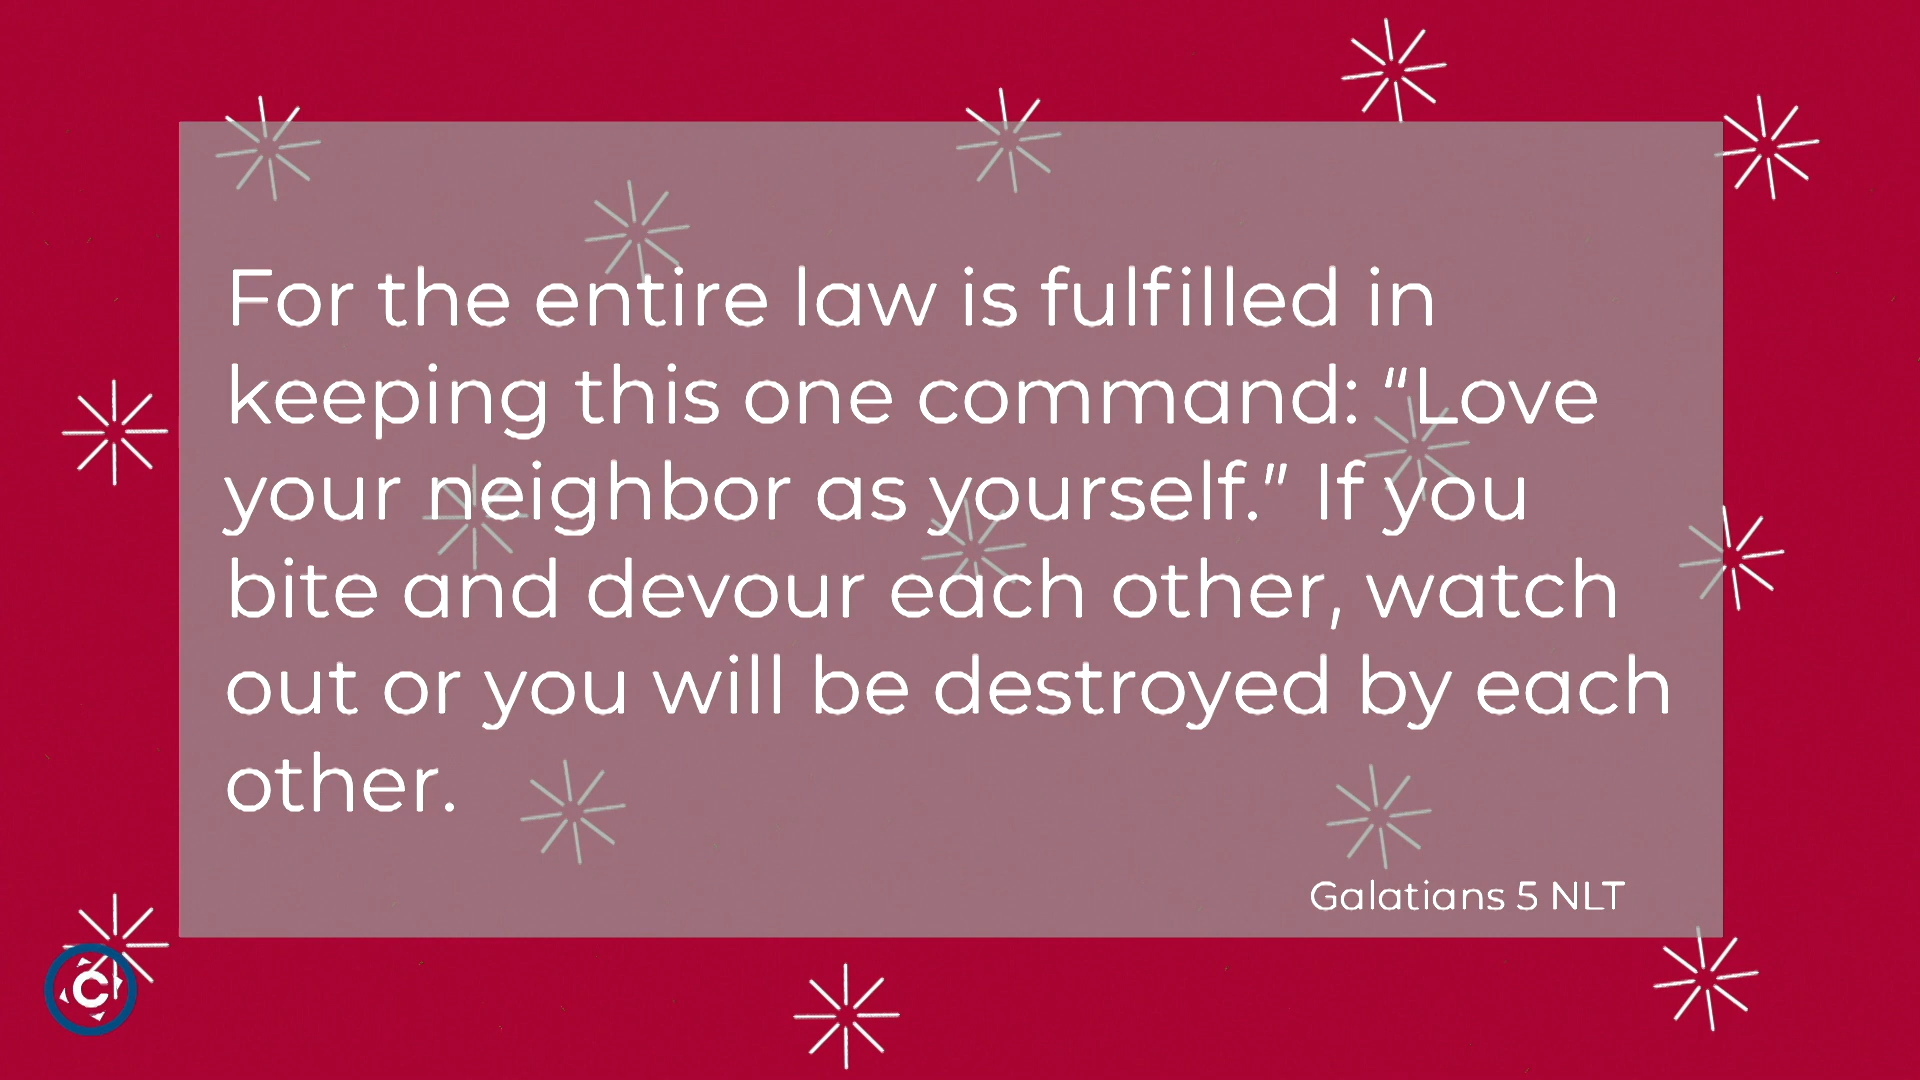 For the entire law is fulfilled in
keeping this one command: “Love
your neighbor as yourself.” If you
bite and devour each other, watch
out or you will be destroyed by each
other.
Galatians 5 NLT
C